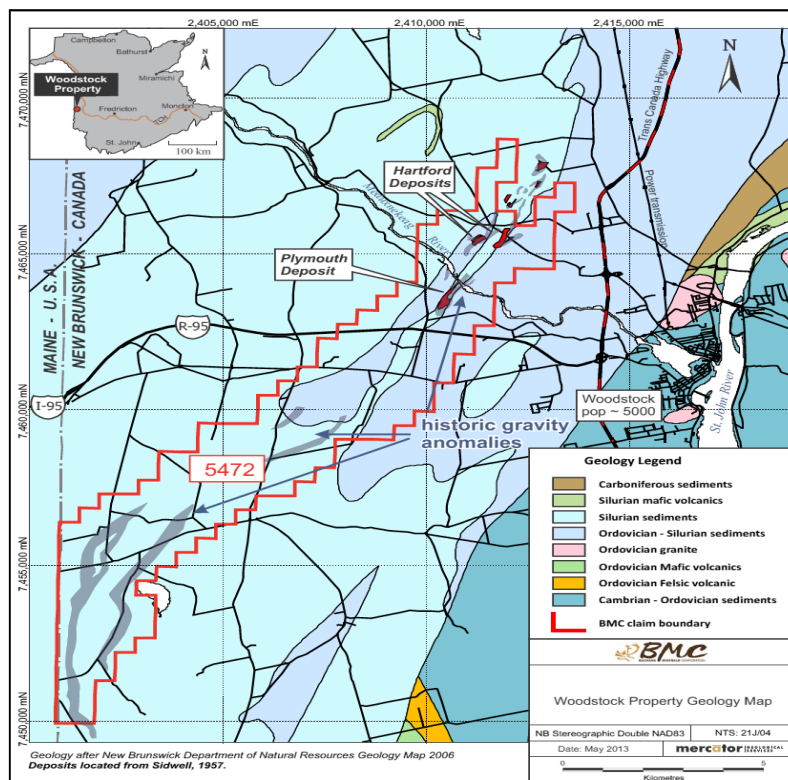 2,405,000 mE
2,410,000 mE
2,415,000 mE
Campbellton
Bathurst
N
Woodstock
Property
Miramichi
Fredricton
Moncton
TCH
St. John
100 km
N
7,470,000 mN
7,465,000 mN
7,460,000 mN
7,455,000 mN
7,450,000 mN
Trans Canada Highway
Power transmission
Hartford
Deposits
River
Plymouth
Deposit
MAINE - U.S.A.
NEW BRUNSWICK - CANADA
R-95
I-95
Woodstock
pop ~ 5000
St. John River
historic gravity
anomalies
5472
Geology Legend
Carboniferous sediments
Silurian mafic volcanics
Silurian sediments
Ordovician - Silurian sediments
Ordovician granite
Ordovician Mafic volcanics
Ordovician Felsic volcanic
Cambrian - Ordovician sediments
BMC claim boundary
BMC
Woodstock Property Geology Map
NB Stereographic Double NAD83
NTS: 21J/04
Date: May 2013
mercator
0
5
Kilometres
Geology after New Brunswick Department of Natural Resources Geology Map 2006
Deposits located from Sidwell, 1957.